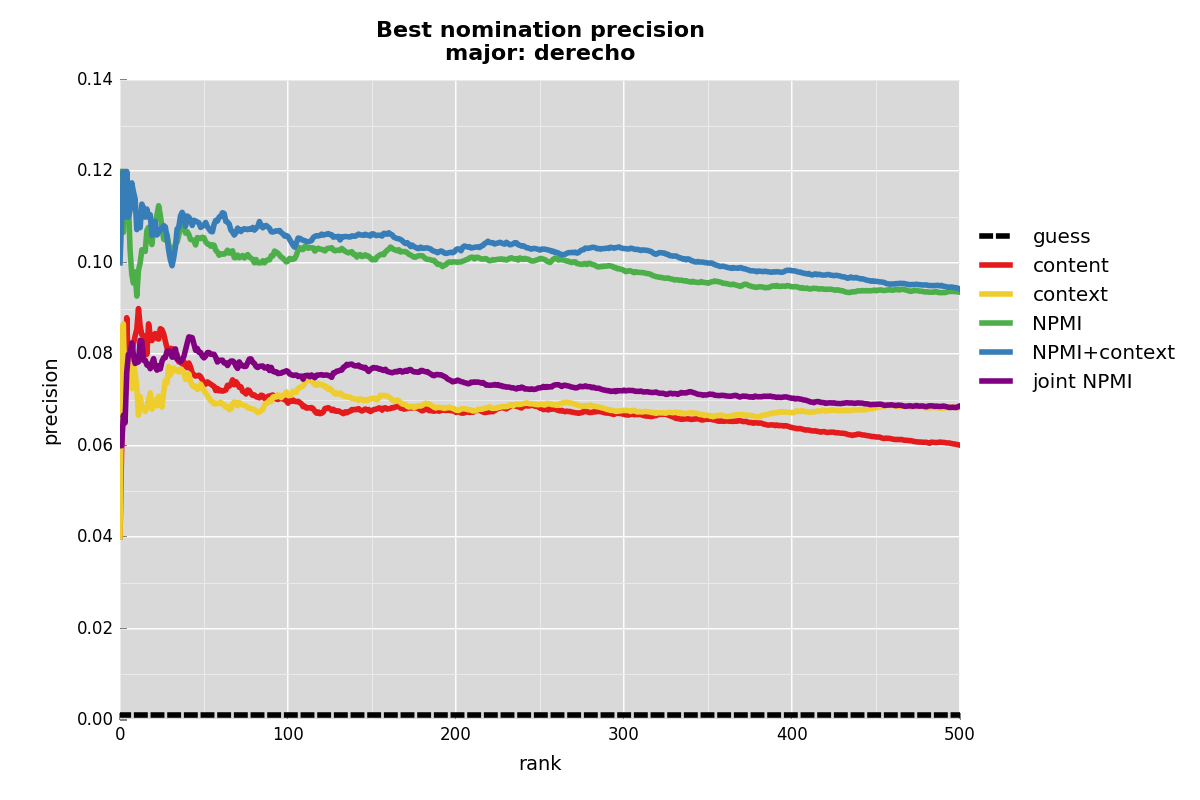 Best nomination precision
major: derecho
0.14
0.12
0.10
0.08
0.06
0.04
0.02
0.00
precision
0 100 200 300 400 500
rank
guess
content
context
NPMI
NPMI+context
joint NPMI